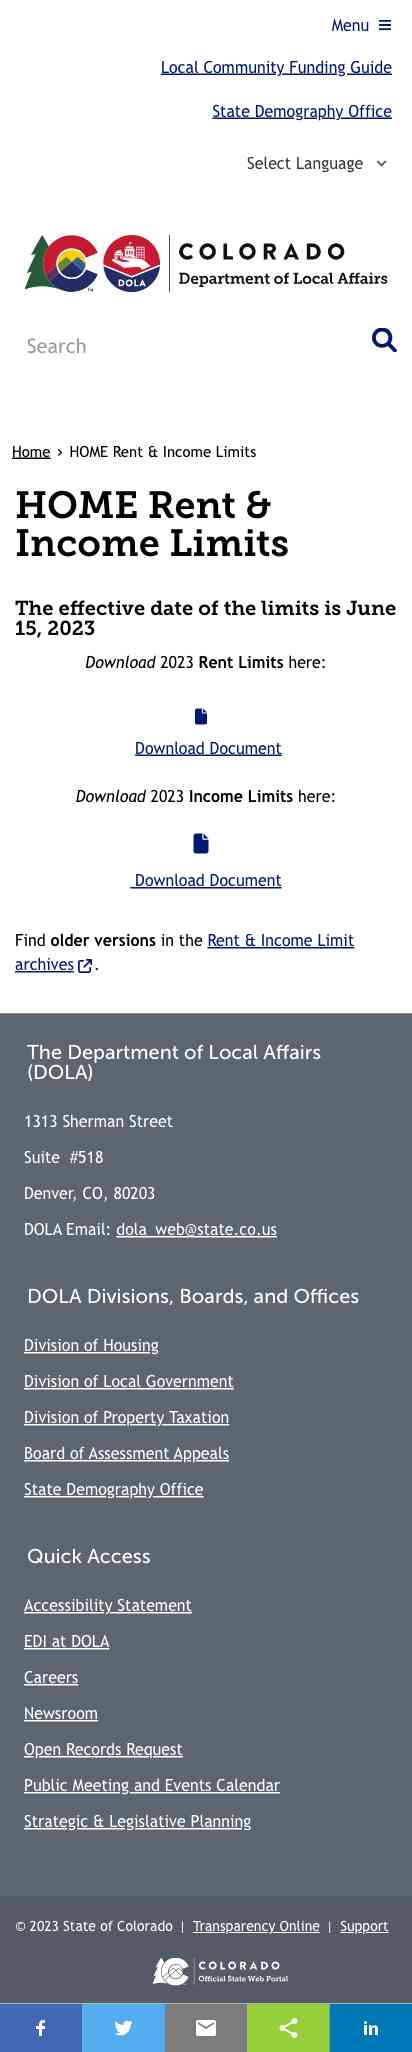 Menu
Local Community Funding Guide
State Demography Office
Select Language
DOLA
COLORADO
Department of Local Affairs
Search
Home › HOME Rent & Income Limits
HOME Rent &
Income Limits
The effective date of the limits is June
15, 2023
Download 2023 Rent Limits here:
Download Document
Download 2023 Income Limits here:
Download Document
Find older versions in the Rent & Income Limit
archives .
The Department of Local Affairs
(DOLA)
1313 Sherman Street
Suite #518
Denver, CO, 80203
DOLA Email: dola_web@state.co.us
DOLA Divisions, Boards, and Offices
Division of Housing
Division of Local Government
Division of Property Taxation
Board of Assessment Appeals
State Demography Office
Quick Access
Accessibility Statement
EDI at DOLA
Careers
Newsroom
Open Records Request
Public Meeting and Events Calendar
Strategic & Legislative Planning
© 2023 State of Colorado | Transparency Online | Support
COLORADO
Official State Web Portal